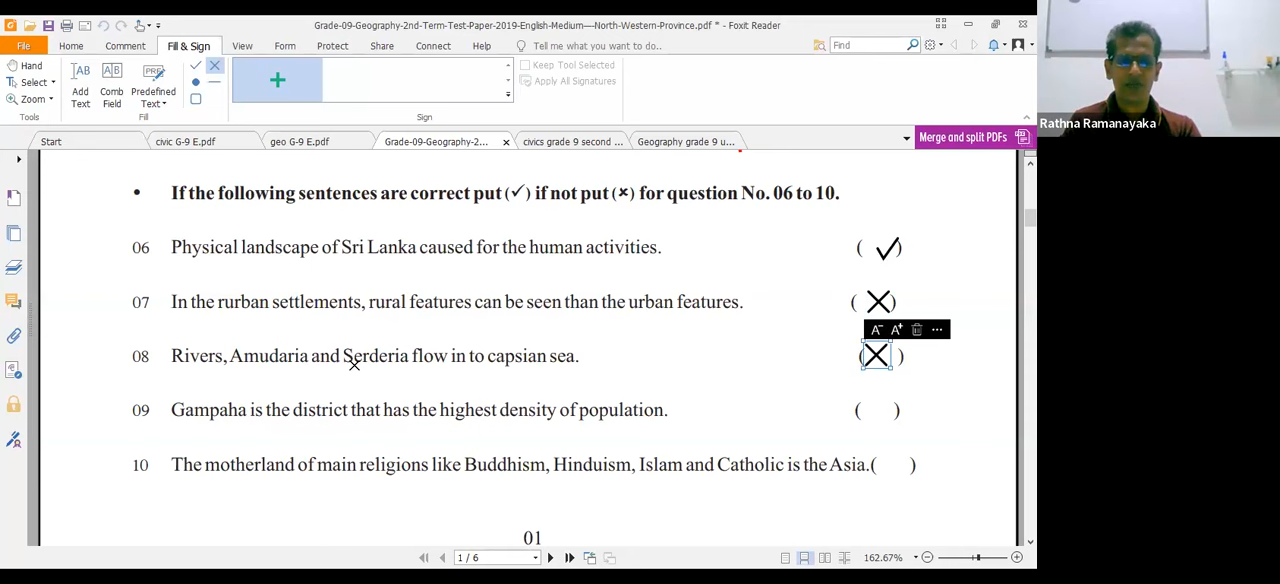 Grade-09-Geography-2nd-Term-Test-Paper-2019-English-Medium—-North-Western-Province.pdf * - Foxit Reader
File Home Comment Fill & Sign View Form Protect Share Connect Help Tell me what you want to do.. Find
Hand
Select
Zoom
Tools
Add Text
Comb Field
Predefined Text
Fill
Keep Tool Selected
Apply All Signatures
Sign
Rathna Ramanayaka
Start civic G-9 E.pdf geo G-9 E.pdf Grade-09-Geography-2... civics grade 9 second ... Geography grade 9 u... Merge and split PDFs
• If the following sentences are correct put (✓) if not put (×) for question No. 06 to 10.
06 Physical landscape of Sri Lanka caused for the human activities. ( ✓ )
07 In the rurban settlements, rural features can be seen than the urban features. ( × )
08 Rivers, Amudaria and Serderia flow in to capsian sea. ( × )
09 Gampaha is the district that has the highest density of population. ( )
10 The motherland of main religions like Buddhism, Hinduism, Islam and Catholic is the Asia.( )
01
1 / 6 162.67%